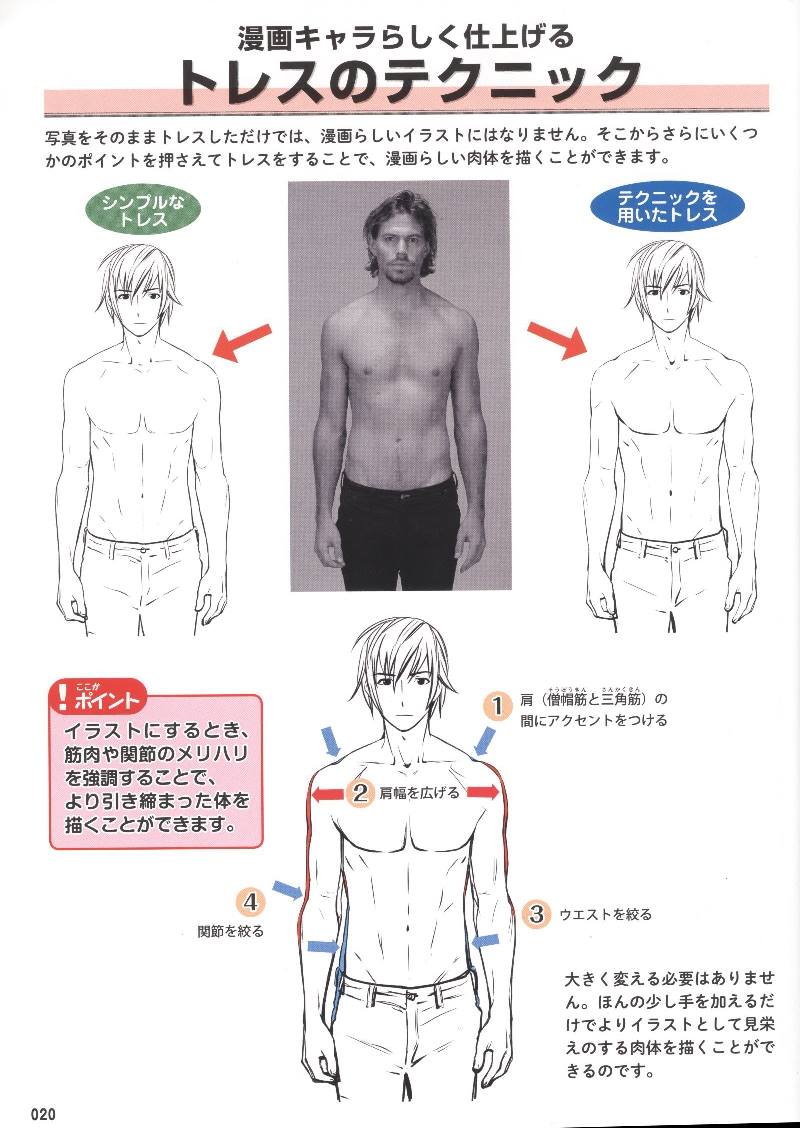 漫画キャラらしく仕上げる
トレスのテクニック
写真をそのままトレスしただけでは、漫画らしいイラストにはなりません。そこからさらにいくつ
かのポイントを押さえてトレスをすることで、漫画らしい肉体を描くことができます。
シンプルな
トレス
テクニックを
用いたトレス
! ここが
ポイント
イラストにするとき、
筋肉や関節のメリハリ
を強調することで、
より引き締まった体を
描くことができます。
そうぼうきん さんかくきん
1 肩（僧帽筋と三角筋）の
間にアクセントをつける
2 肩幅を広げる
4
関節を絞る
3 ウエストを絞る
大きく変える必要はありませ
ん。ほんの少し手を加えるだ
けでよりイラストとして見栄
えのする肉体を描くことがで
きるのです。
020